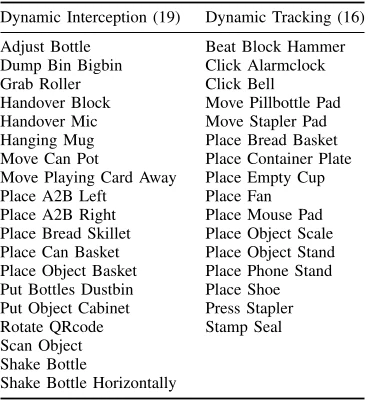 Dynamic Interception (19) Dynamic Tracking (16)
Adjust Bottle Beat Block Hammer
Dump Bin Bigbin Click Alarmclock
Grab Roller Click Bell
Handover Block Move Pillbottle Pad
Handover Mic Move Stapler Pad
Hanging Mug Place Bread Basket
Move Can Pot Place Container Plate
Move Playing Card Away Place Empty Cup
Place A2B Left Place Fan
Place A2B Right Place Mouse Pad
Place Bread Skillet Place Object Scale
Place Can Basket Place Object Stand
Place Object Basket Place Phone Stand
Put Bottles Dustbin Place Shoe
Put Object Cabinet Press Stapler
Rotate QRcode Stamp Seal
Scan Object
Shake Bottle
Shake Bottle Horizontally